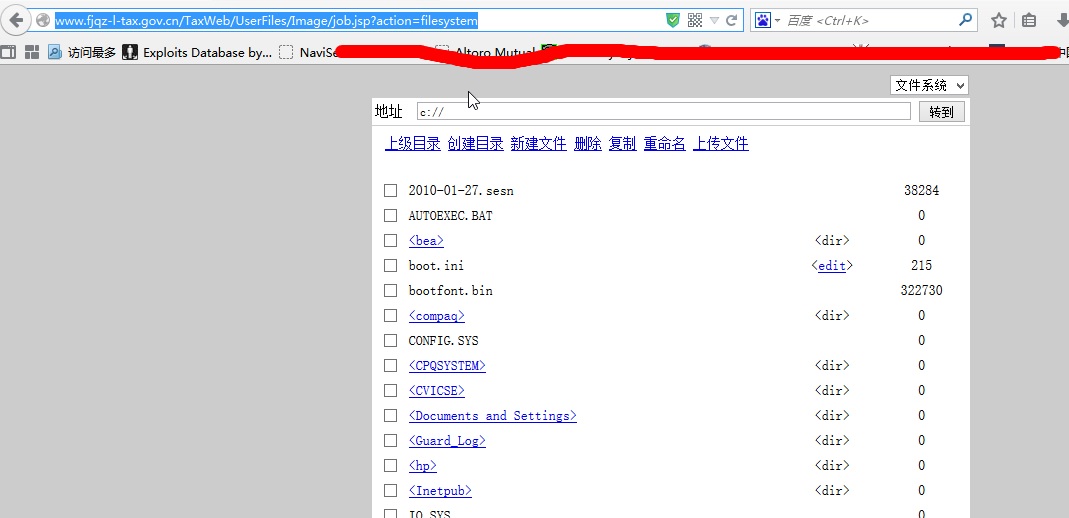 www.fjqz-l-tax.gov.cn/TaxWeb/UserFiles/Image/job.jsp?action=filesystem
百度 <Ctrl+K>
访问最多 Exploits Database by... NaviSe Altoro Mutual
文件系统
地址 c:// 转到
上级目录 创建目录 新建文件 删除 复制 重命名 上传文件
2010-01-27.sesn 38284
AUTOEXEC.BAT 0
<bea> <dir> 0
boot.ini <edit> 215
bootfont.bin 322730
<compaq> <dir> 0
CONFIG.SYS 0
<CPQSYSTEM> <dir> 0
<CVICSE> <dir> 0
<Documents and Settings> <dir> 0
<Guard_Log> <dir> 0
<hp> <dir> 0
<Inetpub> <dir> 0
IO.SYS 0